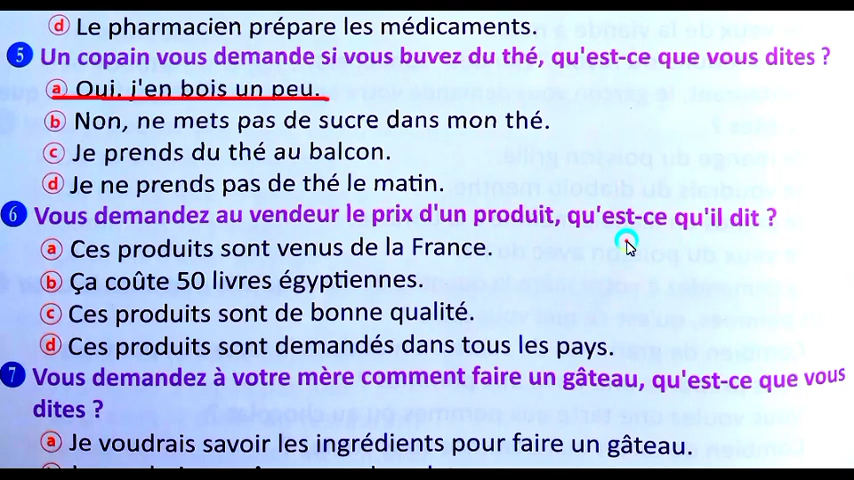 d Le pharmacien prépare les médicaments.
5 Un copain vous demande si vous buvez du thé, qu'est-ce que vous dites ?
a Oui, j'en bois un peu.
b Non, ne mets pas de sucre dans mon thé.
c Je prends du thé au balcon.
d Je ne prends pas de thé le matin.
6 Vous demandez au vendeur le prix d'un produit, qu'est-ce qu'il dit ?
a Ces produits sont venus de la France.
b Ça coûte 50 livres égyptiennes.
c Ces produits sont de bonne qualité.
d Ces produits sont demandés dans tous les pays.
7 Vous demandez à votre mère comment faire un gâteau, qu'est-ce que vous
dites ?
a Je voudrais savoir les ingrédients pour faire un gâteau.